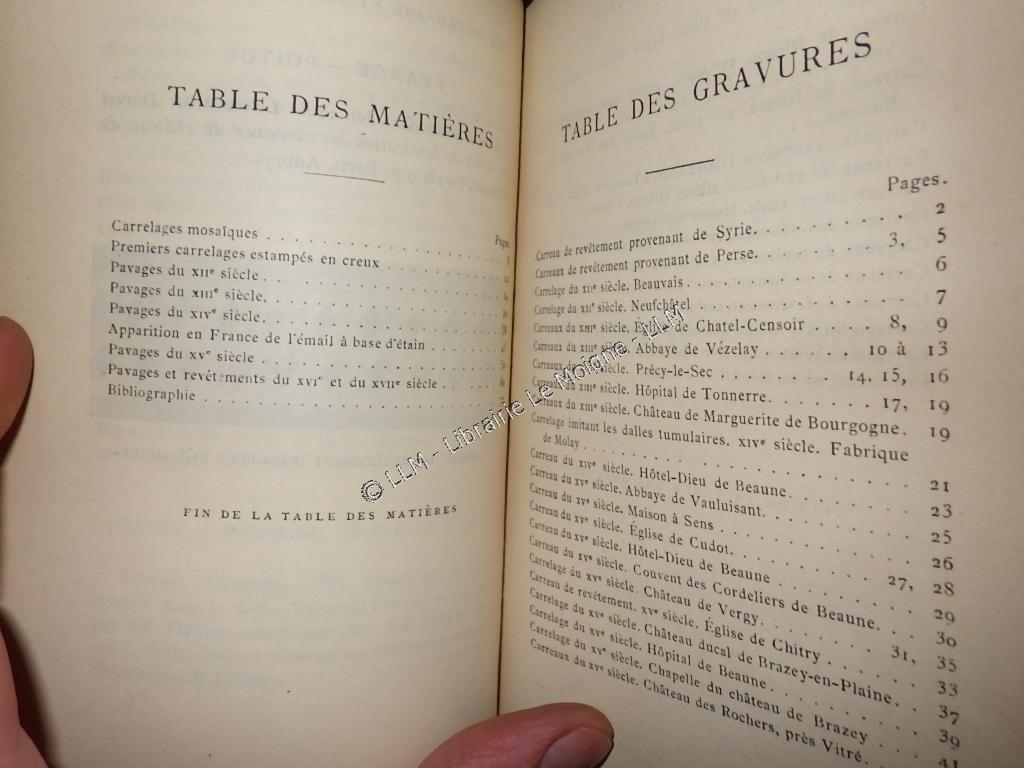 TABLE DES MATIÈRES
Pages.
Carrelages mosaïques
Premiers carrelages estampés en creux
Pavages du XIIe siècle
Pavages du XIIIe siècle
Pavages du XIVe siècle
Apparition en France de l'émail à base d'étain
Pavages du XVe siècle
Pavages et revêtements du XVIe et du XVIIe siècle
Bibliographie
FIN DE LA TABLE DES MATIÈRES
TABLE DES GRAVURES
Pages.
Carreau de revêtement provenant de Syrie. 2
Carreaux de revêtement provenant de Perse. 3, 5
Carrelage du XIIe siècle. Beauvais 6
Carrelage du XIIe siècle. Neufchâtel 7
Carreaux du XIIIe siècle. Église de Chatel-Censoir 8, 9
Carreaux du XIIIe siècle. Abbaye de Vézelay 10 à 13
Carreaux du siècle. Précy-le-Sec 14, 15, 16
Carreaux du XIIIe siècle. Hôpital de Tonnerre. 17, 19
Carreaux du XIIIe siècle. Château de Marguerite de Bourgogne. 19
Carrelage imitant les dalles tumulaires. XIVe siècle. Fabrique
de Molay 21
Carreau du XIVe siècle. Hôtel-Dieu de Beaune. 23
Carreau du XVe siècle. Abbaye de Vauluisant. 25
Carreau du XVe siècle. Maison à Sens 26
Carreau du XVe siècle. Église de Cudot. 27, 28
Carreau du XVe siècle. Hôtel-Dieu de Beaune 29
Carreau du XVe siècle. Couvent des Cordeliers de Beaune. 30
Carrelage du XVe siècle. Château de Vergy. 31, 35
Carreau de revêtement. XVe siècle. Église de Chitry 33
Carrelage du XVe siècle. Château ducal de Brazey-en-Plaine. 37
Carrelage du XVe siècle. Hôpital de Beaune. 39
Carrelage du XVe siècle. Chapelle du château de Brazey 41
Carreaux du XVe siècle. Château des Rochers, près Vitré.
© LLM - Librairie Le Moigne - LLM